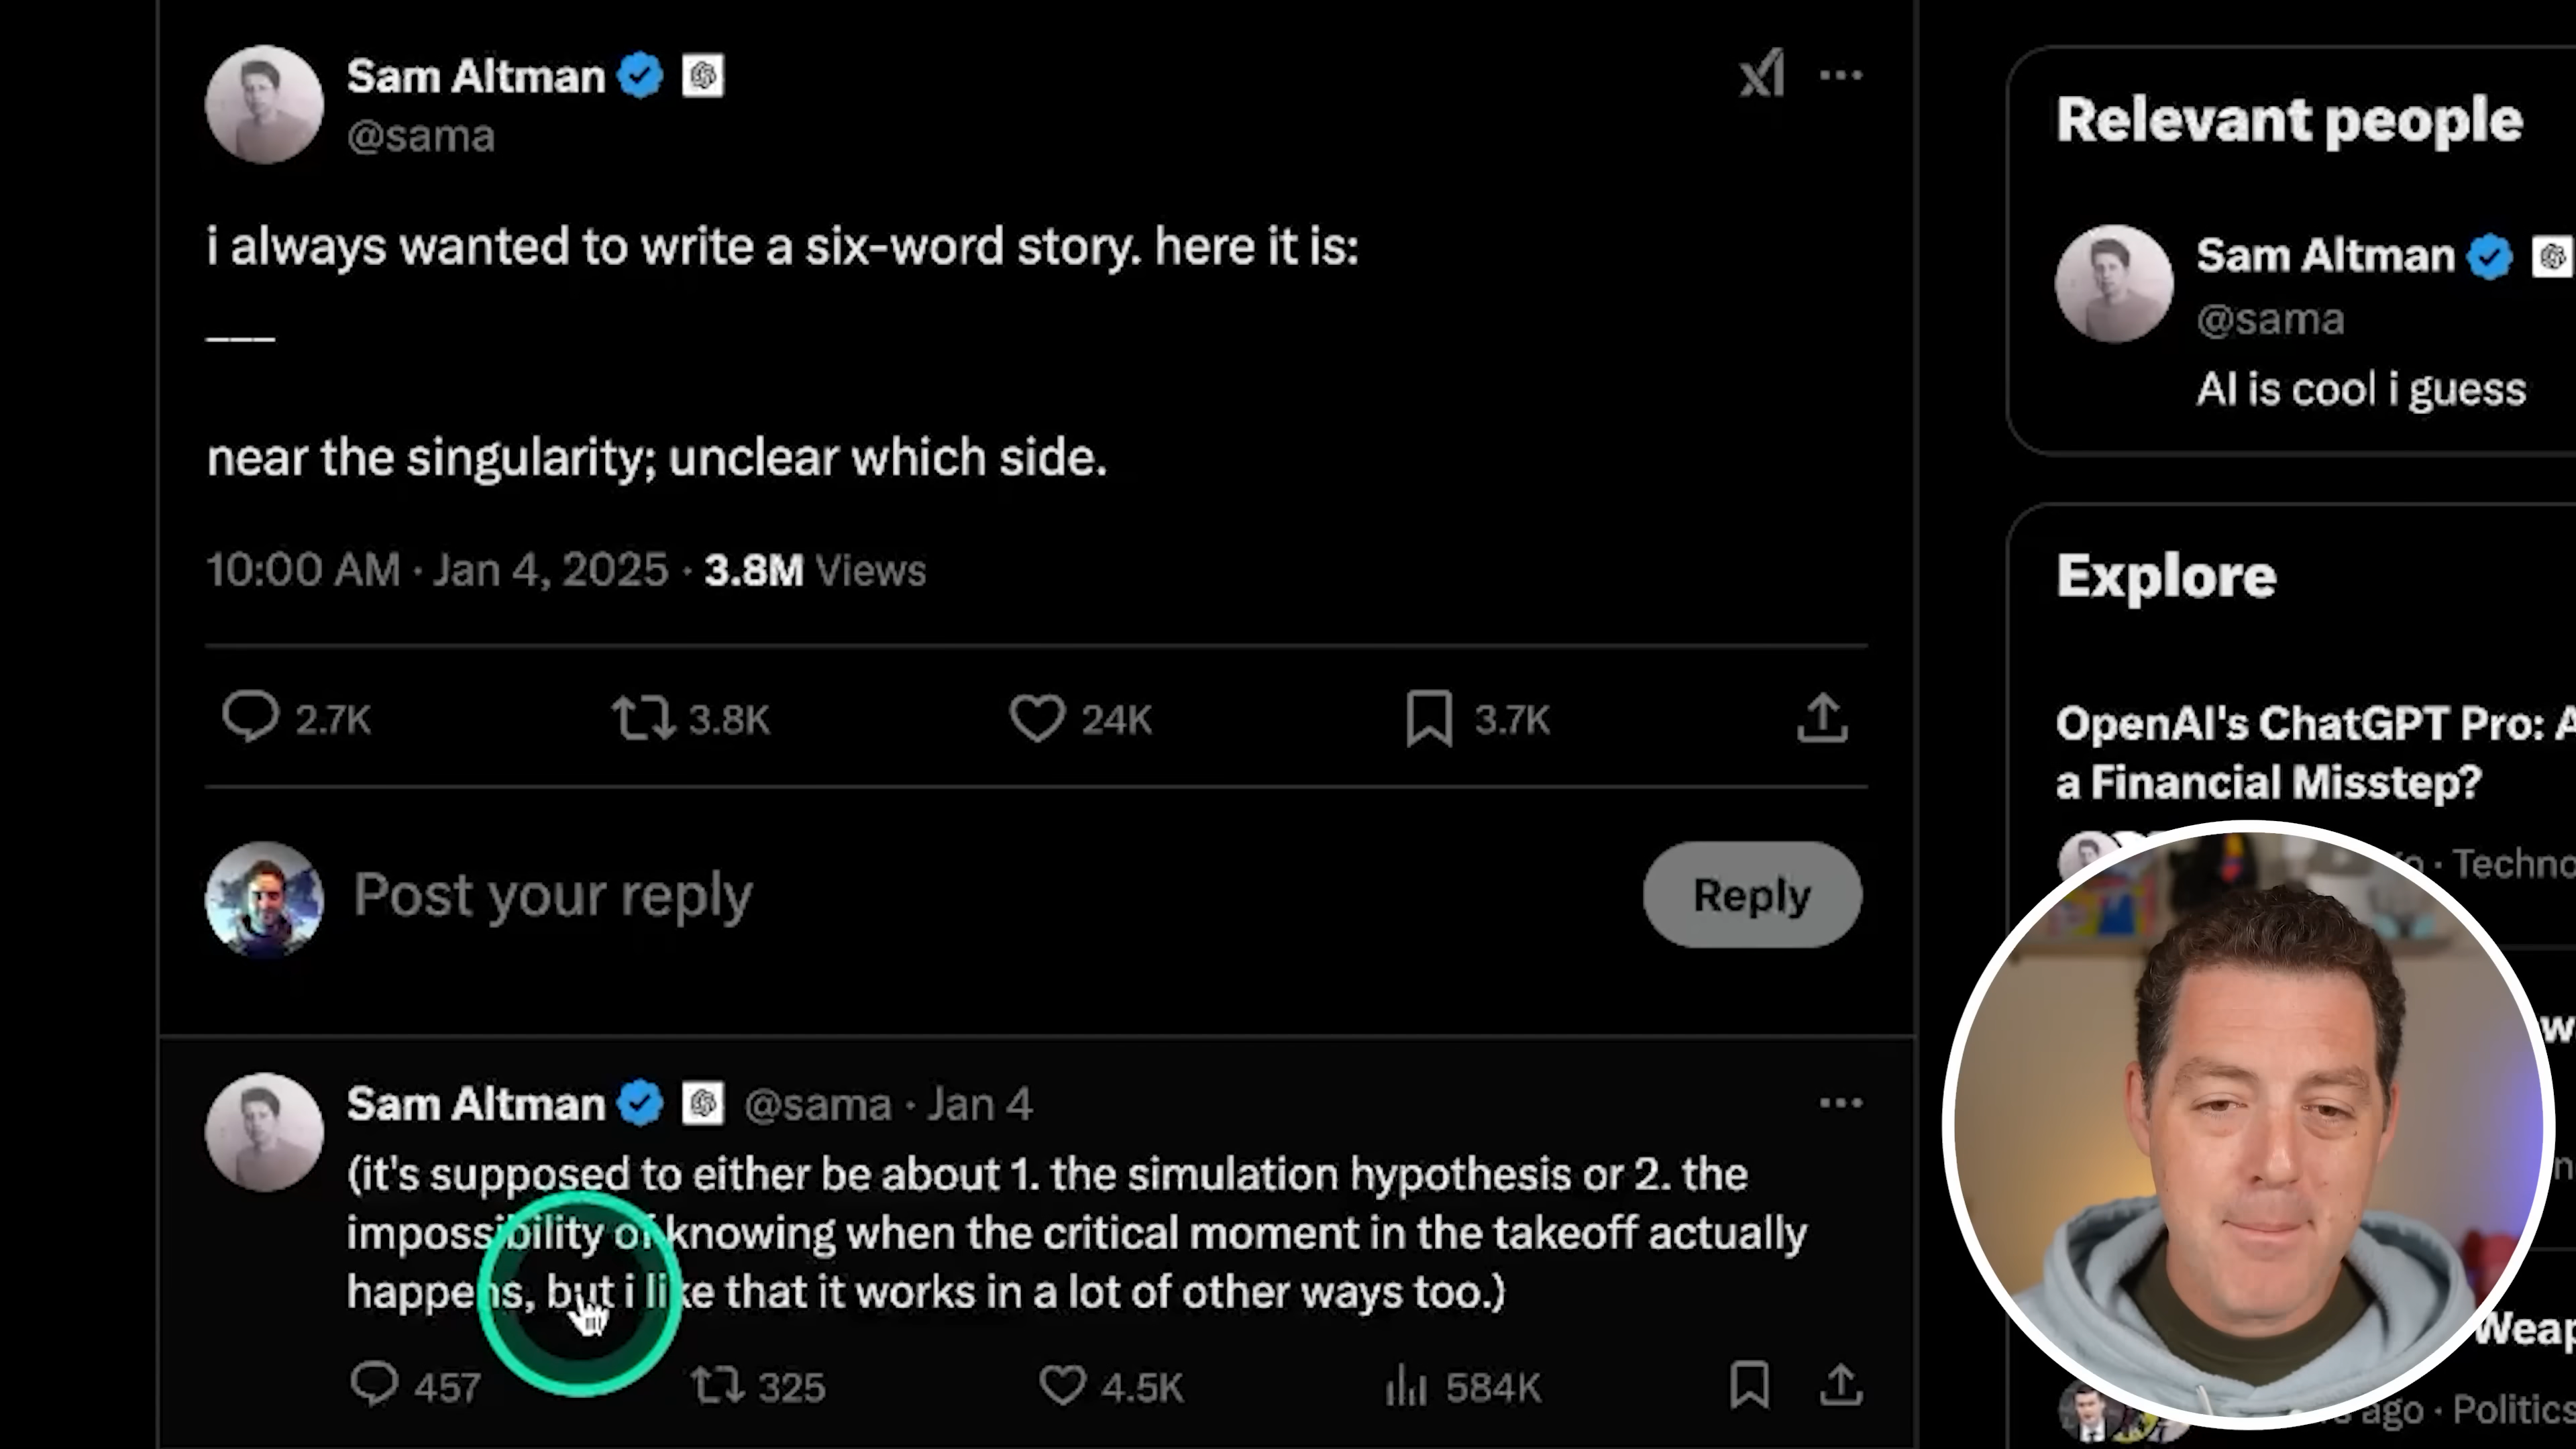 Sam Altman
@sama
i always wanted to write a six-word story. here it is:
___
near the singularity; unclear which side.
10:00 AM · Jan 4, 2025 · 3.8M Views
2.7K 3.8K 24K 3.7K
Post your reply
Reply
Sam Altman @sama · Jan 4
(it's supposed to either be about 1. the simulation hypothesis or 2. the
impossibility of knowing when the critical moment in the takeoff actually
happens, but i like that it works in a lot of other ways too.)
457 325 4.5K 584K
Relevant people
Sam Altman
@sama
AI is cool i guess
Explore
OpenAI's ChatGPT Pro: A
a Financial Misstep?
· Techno
Weap
ago · Politics